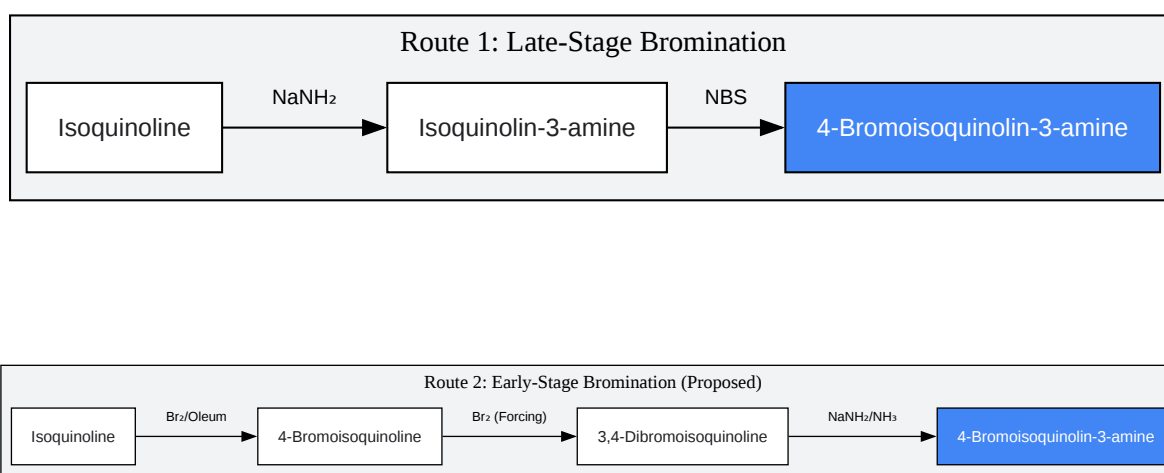 Route 1: Late-Stage Bromination
NaNH₂
NBS
Isoquinoline
Isoquinolin-3-amine
4-Bromoisoquinolin-3-amine
Route 2: Early-Stage Bromination (Proposed)
Br₂/Oleum
Br₂ (Forcing)
NaNH₂/NH₃
Isoquinoline
4-Bromoisoquinoline
3,4-Dibromoisoquinoline
4-Bromoisoquinolin-3-amine